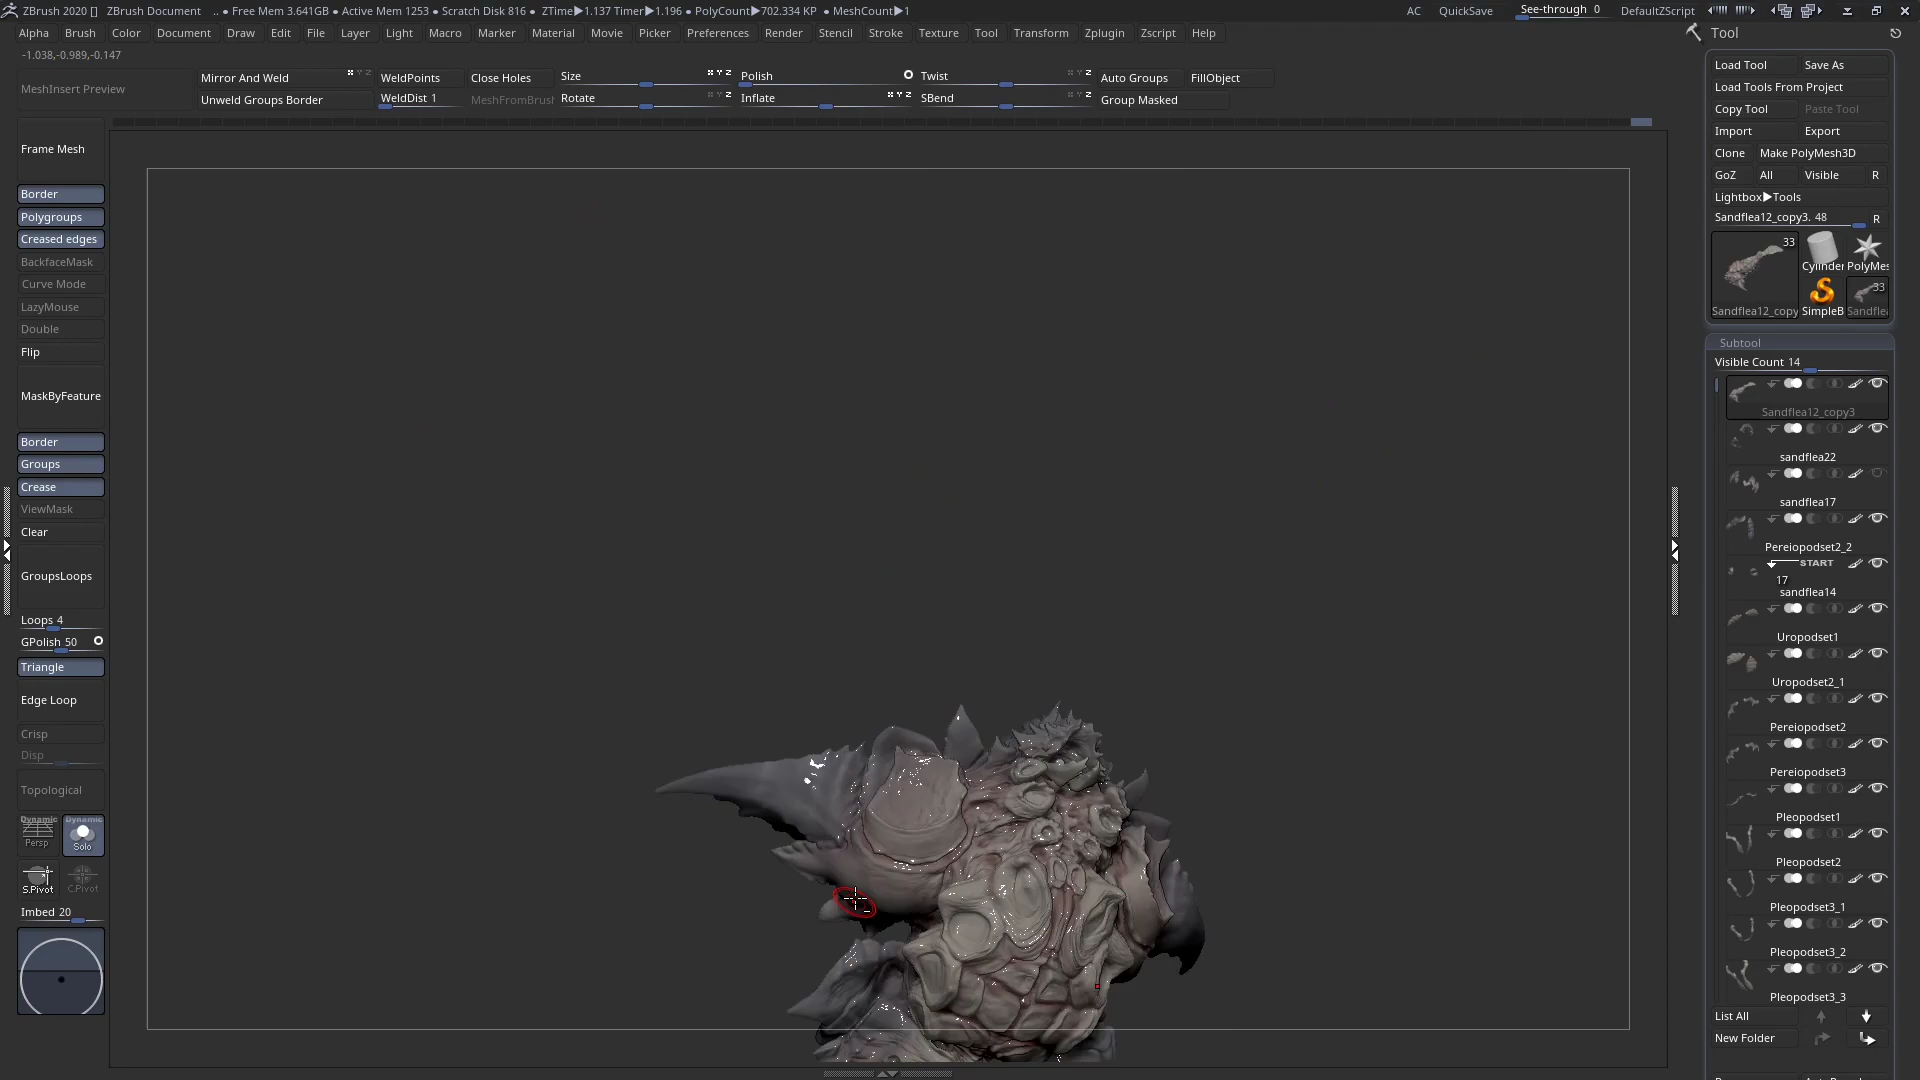 ZBrush 2020 [] ZBrush Document .. ● Free Mem 3.641GB ● Active Mem 1253 ● Scratch Disk 816 ● ZTime▶1.137 Timer▶1.196 ● PolyCount▶702.334 KP ● MeshCount▶1 AC QuickSave See-through 0 DefaultZScript
Alpha Brush Color Document Draw Edit File Layer Light Macro Marker Material Movie Picker Preferences Render Stencil Stroke Texture Tool Transform Zplugin Zscript Help Tool
-1.038,-0.989,-0.147
MeshInsert Preview
Mirror And Weld WeldPoints Close Holes Size Polish Twist Auto Groups FillObject
Unweld Groups Border WeldDist 1 MeshFromBrush Rotate Inflate SBend Group Masked
Frame Mesh
Border
Polygroups
Creased edges
BackfaceMask
Curve Mode
LazyMouse
Double
Flip
MaskByFeature
Border
Groups
Crease
ViewMask
Clear
GroupsLoops
Loops 4
GPolish 50
Triangle
Edge Loop
Crisp
Disp
Topological
Dynamic Dynamic
Persp Solo
S.Pivot C.Pivot
Imbed 20
Load Tool Save As
Load Tools From Project
Copy Tool Paste Tool
Import Export
Clone Make PolyMesh3D
GoZ All Visible R
Lightbox▶Tools
Sandflea12_copy3. 48 R
33
Cylinder PolyMes
33
Sandflea12_copy SimpleB Sandflea
Subtool
Visible Count 14
Sandflea12_copy3
sandflea22
sandflea17
Pereiopodset2_2
START
17
sandflea14
Uropodset1
Uropodset2_1
Pereiopodset2
Pereiopodset3
Pleopodset1
Pleopodset2
Pleopodset3_1
Pleopodset3_2
Pleopodset3_3
List All
New Folder